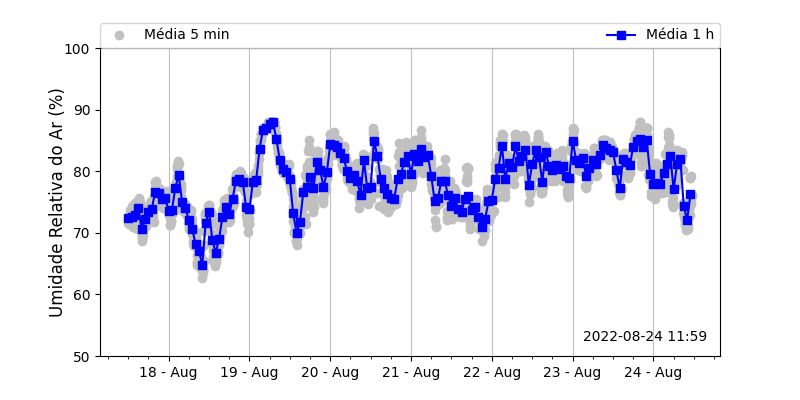 Média 5 min
Média 1 h
100
90
80
70
60
50
Umidade Relativa do Ar (%)
2022-08-24 11:59
18 - Aug
19 - Aug
20 - Aug
21 - Aug
22 - Aug
23 - Aug
24 - Aug